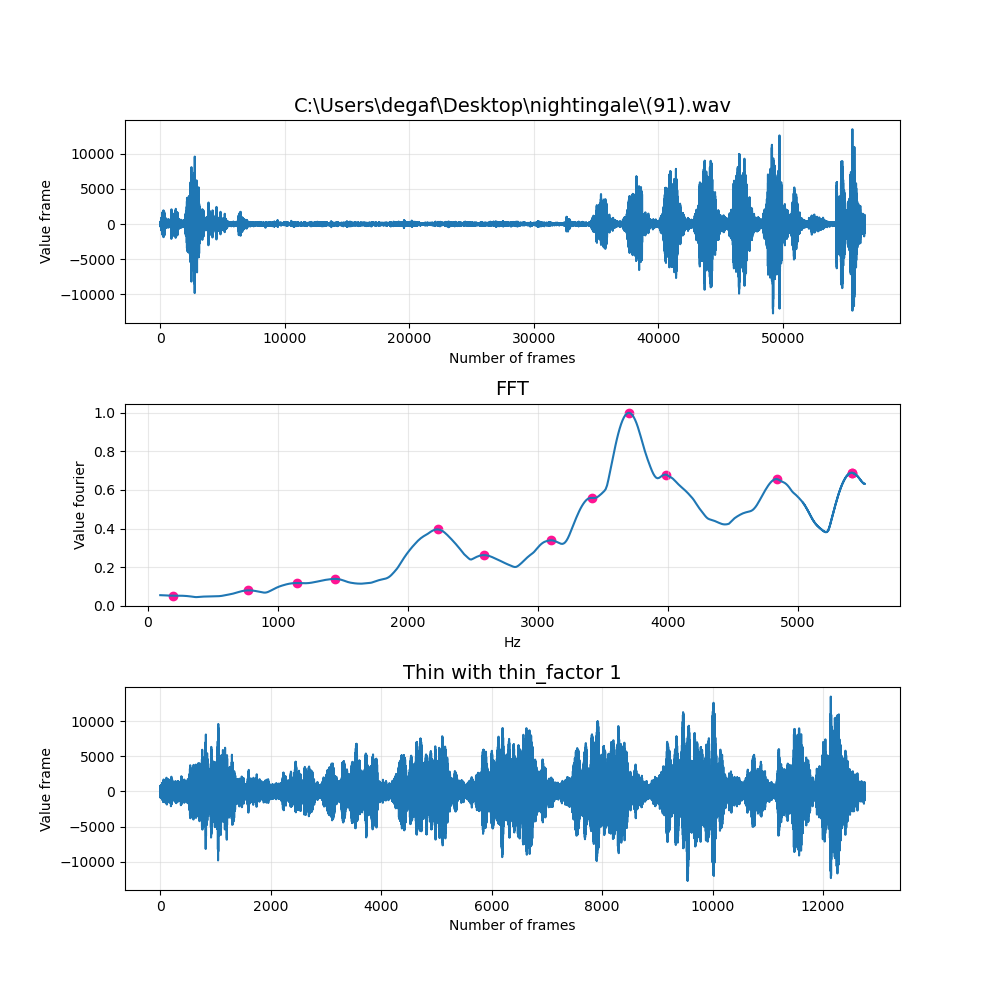 C:\Users\degaf\Desktop\nightingale\(91).wav
10000
5000
0
−5000
−10000
Value frame
0 10000 20000 30000 40000 50000
Number of frames
FFT
1.0
0.8
0.6
0.4
0.2
0.0
Value fourier
0 1000 2000 3000 4000 5000
Hz
Thin with thin_factor 1
10000
5000
0
−5000
−10000
Value frame
0 2000 4000 6000 8000 10000 12000
Number of frames